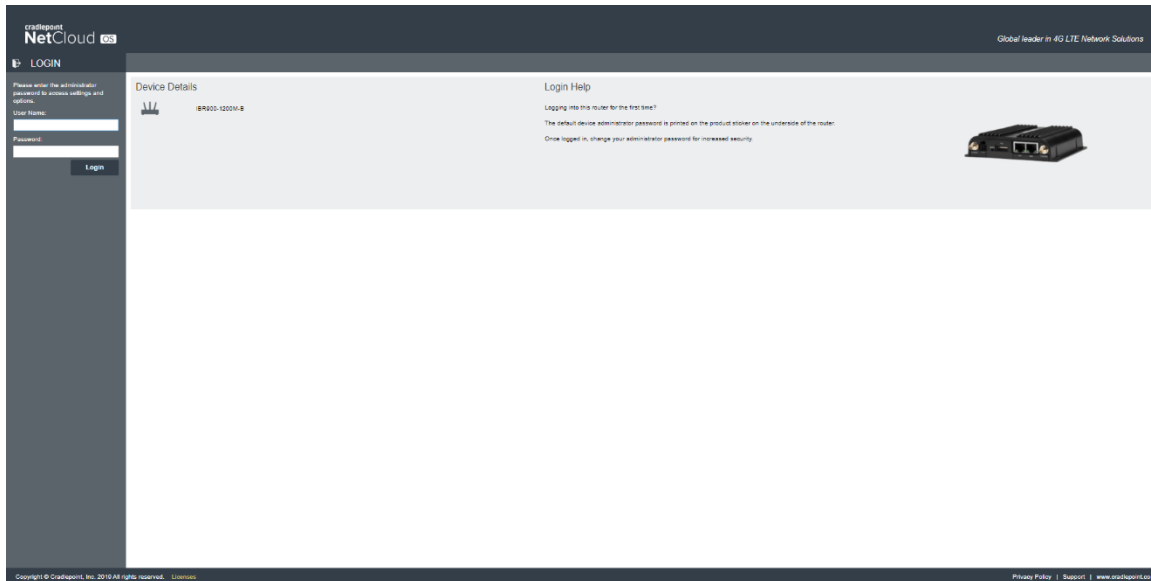 cradlepoint
NetCloud OS
Global leader in 4G LTE Network Solutions
LOGIN
Please enter the administrator
password to access settings and
options.
User Name:
Password:
Login
Device Details
IBR900-1200M-B
Login Help
Logging into this router for the first time?
The default device administrator password is printed on the product sticker on the underside of the router.
Once logged in, change your administrator password for increased security.
Copyright © Cradlepoint, Inc. 2019 All rights reserved. Licenses
Privacy Policy | Support | www.cradlepoint.co